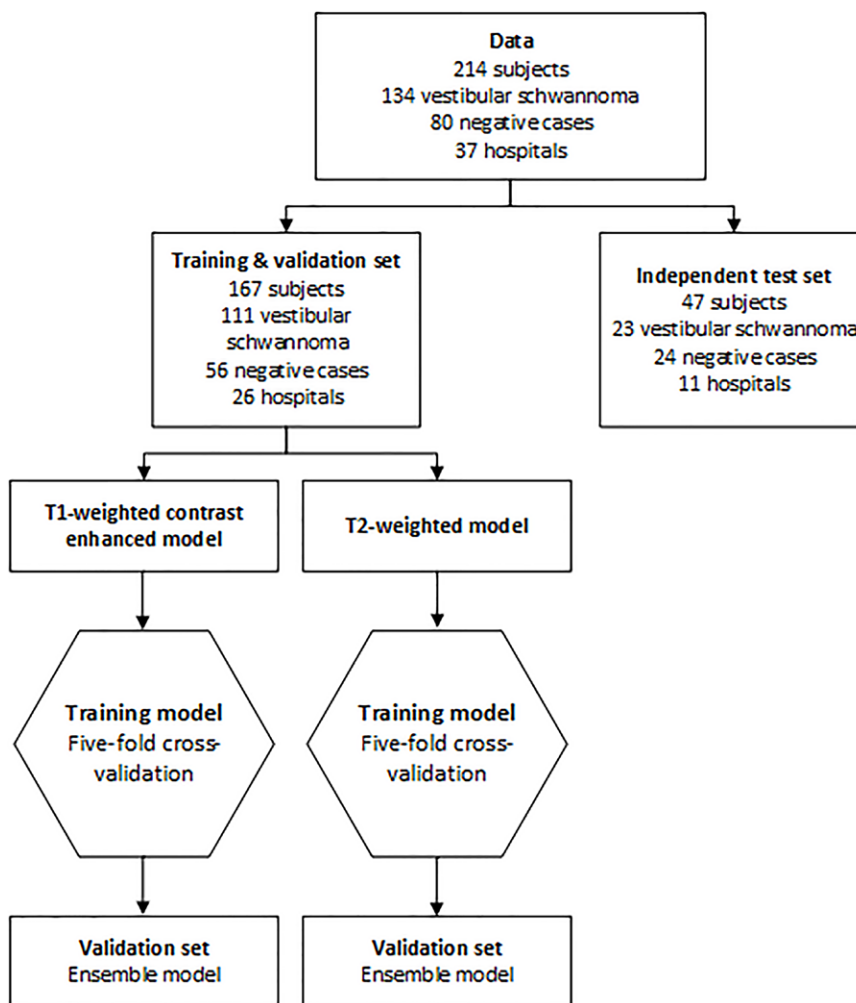 Data
214 subjects
134 vestibular schwannoma
80 negative cases
37 hospitals
Training & validation set
167 subjects
111 vestibular
schwannoma
56 negative cases
26 hospitals
Independent test set
47 subjects
23 vestibular schwannoma
24 negative cases
11 hospitals
T1-weighted contrast
enhanced model
T2-weighted model
Training model
Five-fold cross-
validation
Training model
Five-fold cross-
validation
Validation set
Ensemble model
Validation set
Ensemble model